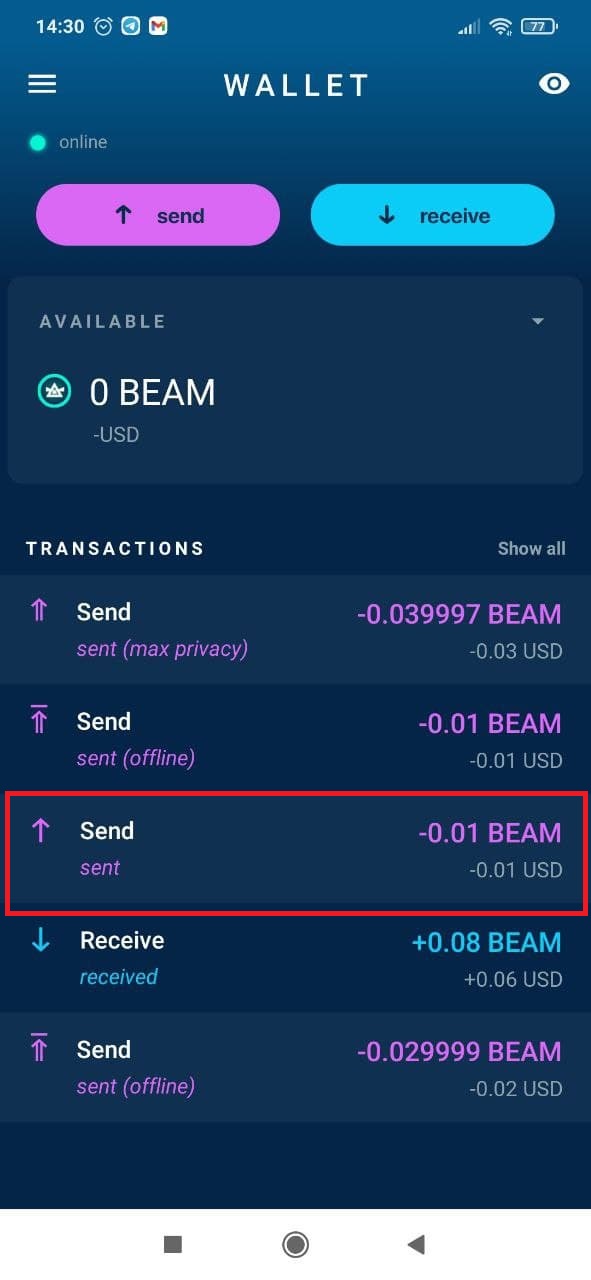 14:30 77
WALLET
online
send receive
AVAILABLE
0 BEAM
-USD
TRANSACTIONS Show all
Send -0.039997 BEAM
sent (max privacy) -0.03 USD
Send -0.01 BEAM
sent (offline) -0.01 USD
Send -0.01 BEAM
sent -0.01 USD
Receive +0.08 BEAM
received +0.06 USD
Send -0.029999 BEAM
sent (offline) -0.02 USD